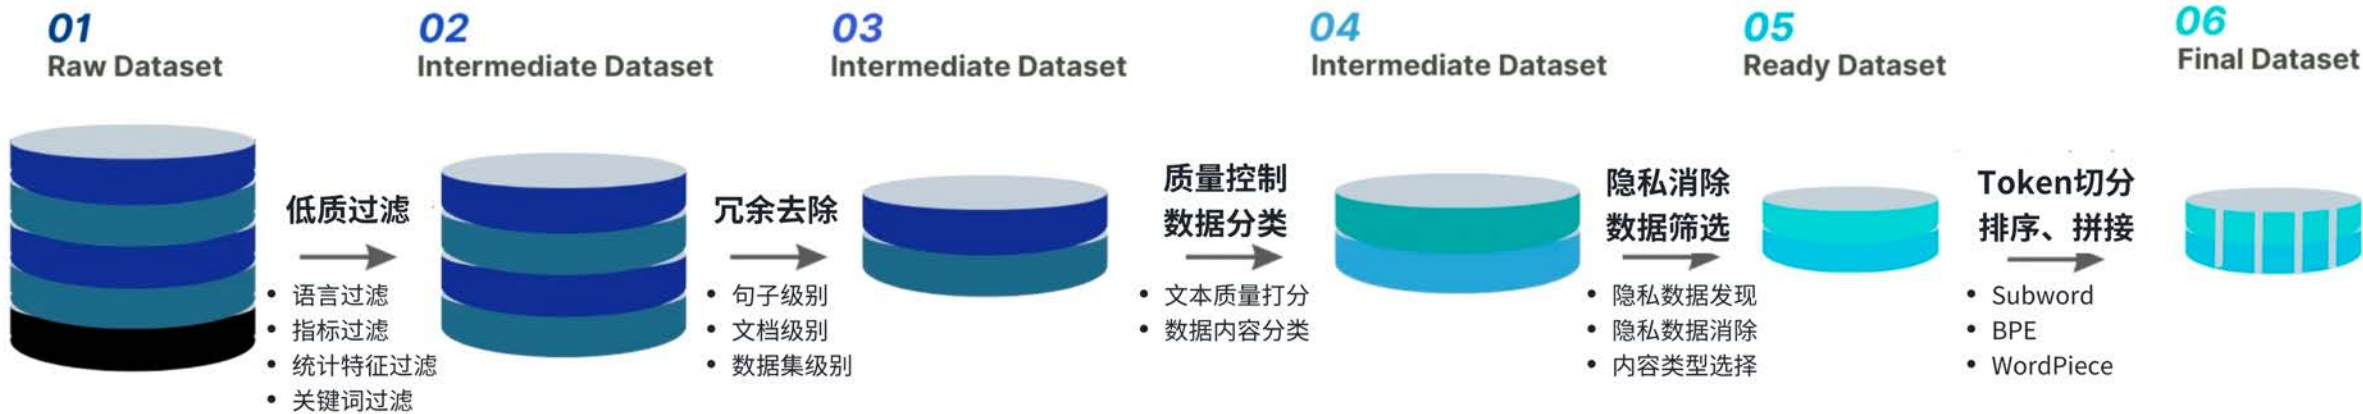 01
Raw Dataset
02
Intermediate Dataset
03
Intermediate Dataset
04
Intermediate Dataset
05
Ready Dataset
06
Final Dataset
低质过滤
• 语言过滤
• 指标过滤
• 统计特征过滤
• 关键词过滤
冗余去除
• 句子级别
• 文档级别
• 数据集级别
质量控制
数据分类
• 文本质量打分
• 数据内容分类
隐私消除
数据筛选
• 隐私数据发现
• 隐私数据消除
• 内容类型选择
Token切分
排序、拼接
• Subword
• BPE
• WordPiece